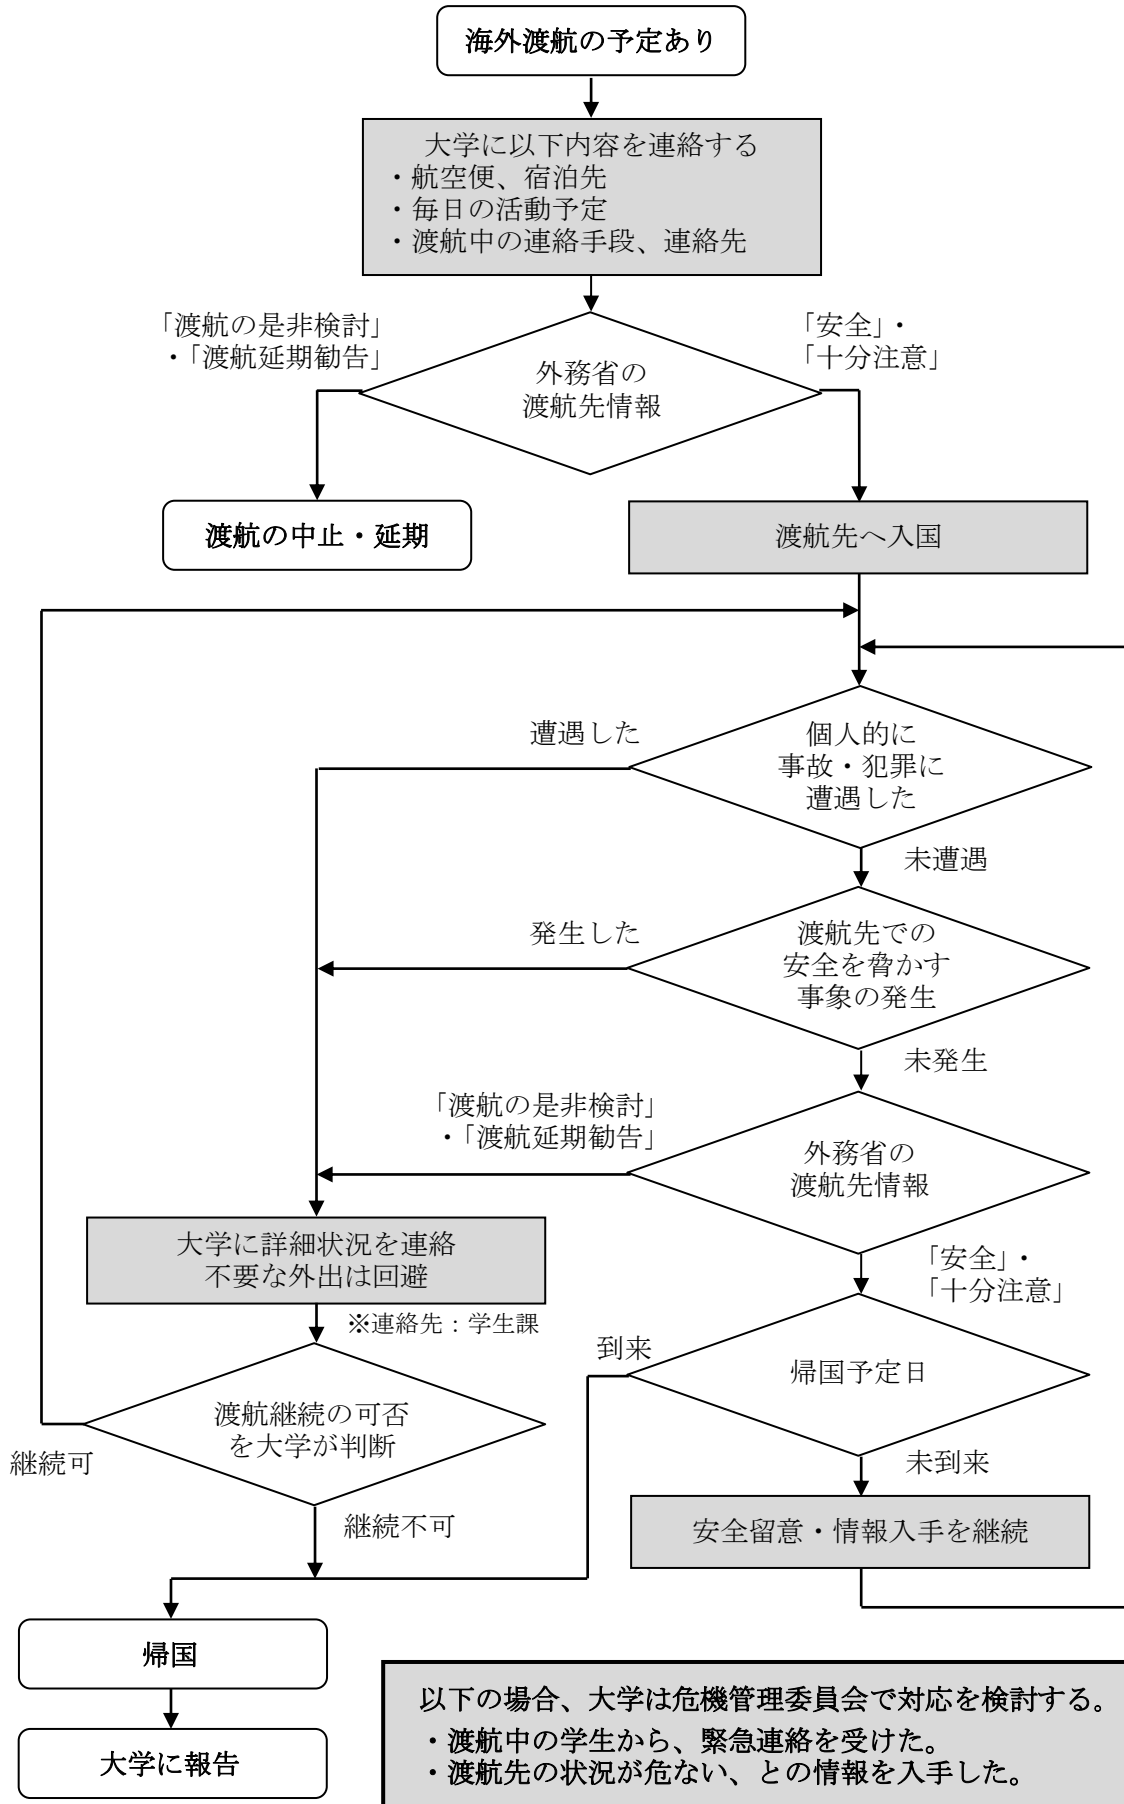 海外渡航の予定あり
大学に以下内容を連絡する
・航空便、宿泊先
・毎日の活動予定
・渡航中の連絡手段、連絡先
「渡航の是非検討」
・「渡航延期勧告」
「安全」・
「十分注意」
外務省の
渡航先情報
渡航の中止・延期
渡航先へ入国
遭遇した
個人的に
事故・犯罪に
遭遇した
未遭遇
発生した
渡航先での
安全を脅かす
事象の発生
未発生
「渡航の是非検討」
・「渡航延期勧告」
外務省の
渡航先情報
大学に詳細状況を連絡
不要な外出は回避
「安全」・
「十分注意」
※連絡先：学生課
到来
帰国予定日
渡航継続の可否
を大学が判断
継続可
未到来
継続不可
安全留意・情報入手を継続
帰国
大学に報告
以下の場合、大学は危機管理委員会で対応を検討する。
・渡航中の学生から、緊急連絡を受けた。
・渡航先の状況が危ない、との情報を入手した。